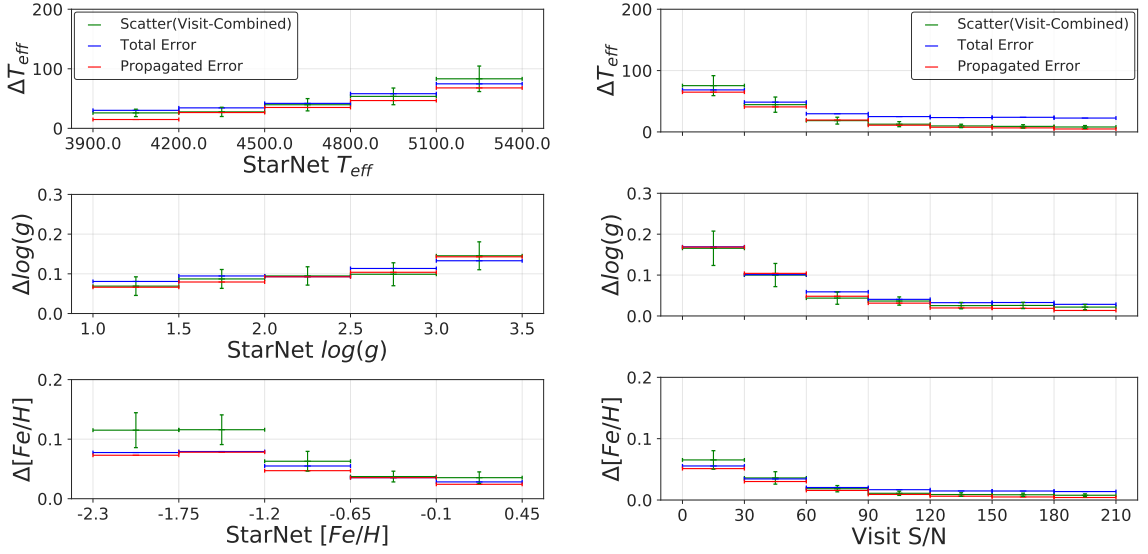 200
100
0
ΔT_eff
Scatter(Visit-Combined)
Total Error
Propagated Error
3900.0 4200.0 4500.0 4800.0 5100.0 5400.0
StarNet T_eff
200
100
0
ΔT_eff
Scatter(Visit-Combined)
Total Error
Propagated Error
0.3
0.2
0.1
0.0
Δlog(g)
1.0 1.5 2.0 2.5 3.0 3.5
StarNet log(g)
0.3
0.2
0.1
0.0
Δlog(g)
0.2
0.1
0.0
Δ[Fe/H]
-2.3 -1.75 -1.2 -0.65 -0.1 0.45
StarNet [Fe/H]
0.2
0.1
0.0
Δ[Fe/H]
0 30 60 90 120 150 180 210
Visit S/N